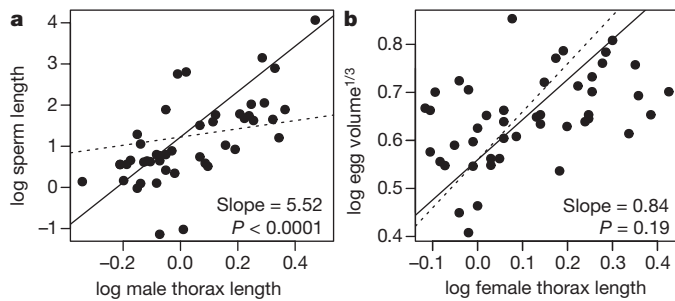 a
log sperm length
4
3
2
1
0
−1
−0.2 0.0 0.2 0.4
log male thorax length
Slope = 5.52
P < 0.0001
b
log egg volume1/3
0.8
0.7
0.6
0.5
0.4
−0.1 0.0 0.1 0.2 0.3 0.4
log female thorax length
Slope = 0.84
P = 0.19